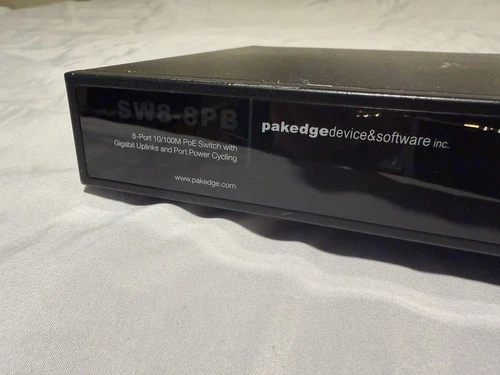 SW8-8PB
8-Port 10/100M PoE Switch with
Gigabit Uplinks and Port Power Cycling
www.pakedge.com
pakedgedevice&software inc.